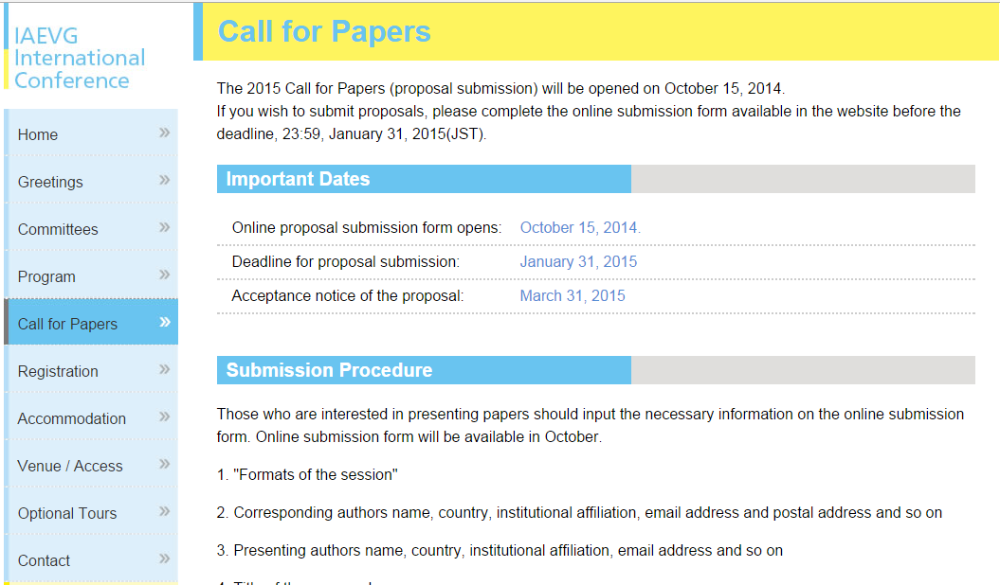 IAEVG
International
Conference
Home
Greetings
Committees
Program
Call for Papers
Registration
Accommodation
Venue / Access
Optional Tours
Contact
Call for Papers
The 2015 Call for Papers (proposal submission) will be opened on October 15, 2014.
If you wish to submit proposals, please complete the online submission form available in the website before the
deadline, 23:59, January 31, 2015(JST).
Important Dates
Online proposal submission form opens: October 15, 2014.
Deadline for proposal submission: January 31, 2015
Acceptance notice of the proposal: March 31, 2015
Submission Procedure
Those who are interested in presenting papers should input the necessary information on the online submission
form. Online submission form will be available in October.
1. "Formats of the session"
2. Corresponding authors name, country, institutional affiliation, email address and postal address and so on
3. Presenting authors name, country, institutional affiliation, email address and so on